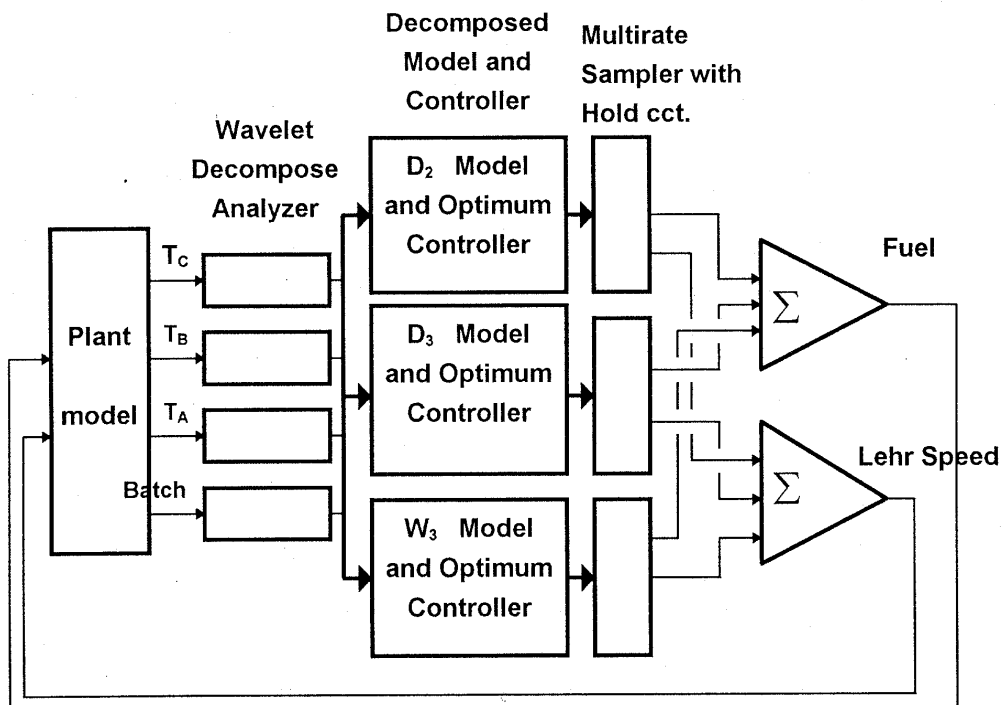 Decomposed
Model and
Controller
Multirate
Sampler with
Hold cct.
Wavelet
Decompose
Analyzer
D₂ Model
and Optimum
Controller
T_C
Fuel
Σ
Plant
model
T_B
D₃ Model
and Optimum
Controller
T_A
Lehr Speed
Σ
Batch
W₃ Model
and Optimum
Controller